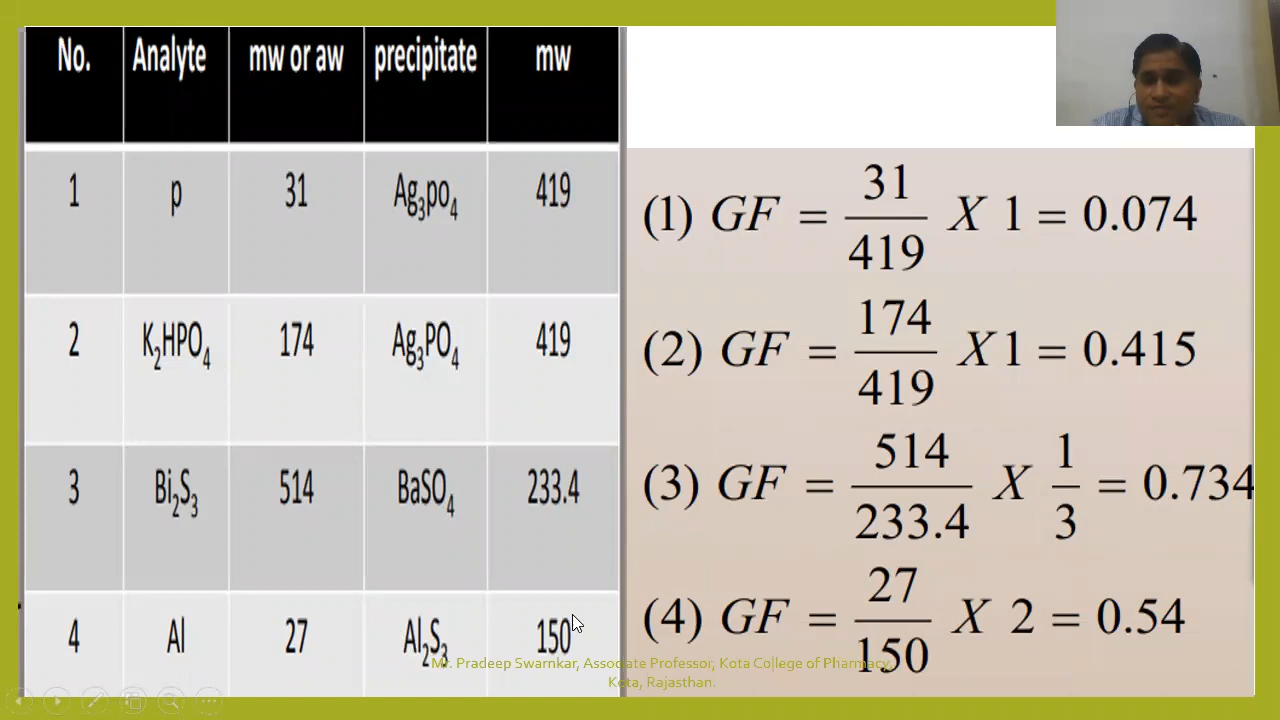 No. Analyte mw or aw precipitate mw
1 p 31 Ag₃po₄ 419
2 K₂HPO₄ 174 Ag₃PO₄ 419
3 Bi₂S₃ 514 BaSO₄ 233.4
4 Al 27 Al₂S₃ 150
(1) GF = 31/419 X 1 = 0.074
(2) GF = 174/419 X 1 = 0.415
(3) GF = 514/233.4 X 1/3 = 0.734
(4) GF = 27/150 X 2 = 0.54
Mr. Pradeep Swarnkar, Associate Professor, Kota College of Pharmacy,
Kota, Rajasthan.